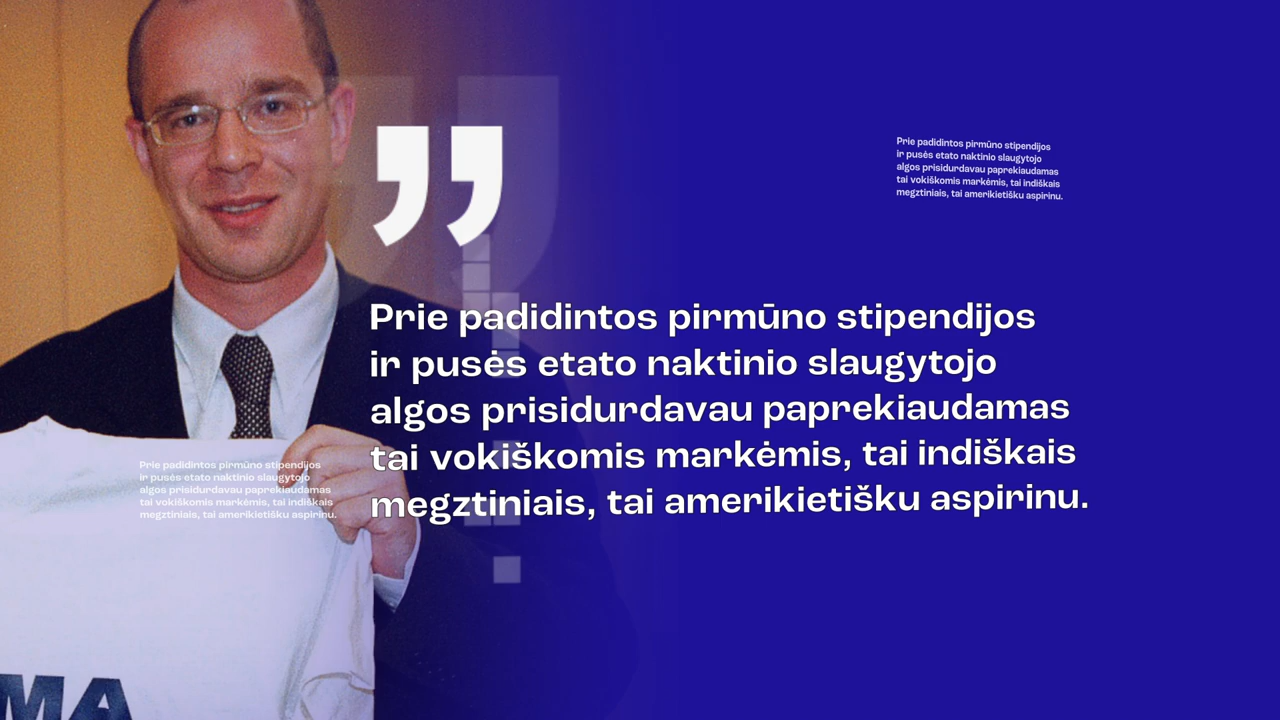 ”
Prie padidintos pirmūno stipendijos
ir pusės etato naktinio slaugytojo
algos prisidurdavau paprekiaudamas
tai vokiškomis markėmis, tai indiškais
megztiniais, tai amerikietišku aspirinu.
Prie padidintos pirmūno stipendijos
ir pusės etato naktinio slaugytojo
algos prisidurdavau paprekiaudamas
tai vokiškomis markėmis, tai indiškais
megztiniais, tai amerikietišku aspirinu.
Prie padidintos pirmūno stipendijos
ir pusės etato naktinio slaugytojo
algos prisidurdavau paprekiaudamas
tai vokiškomis markėmis, tai indiškais
megztiniais, tai amerikietišku aspirinu.
MA